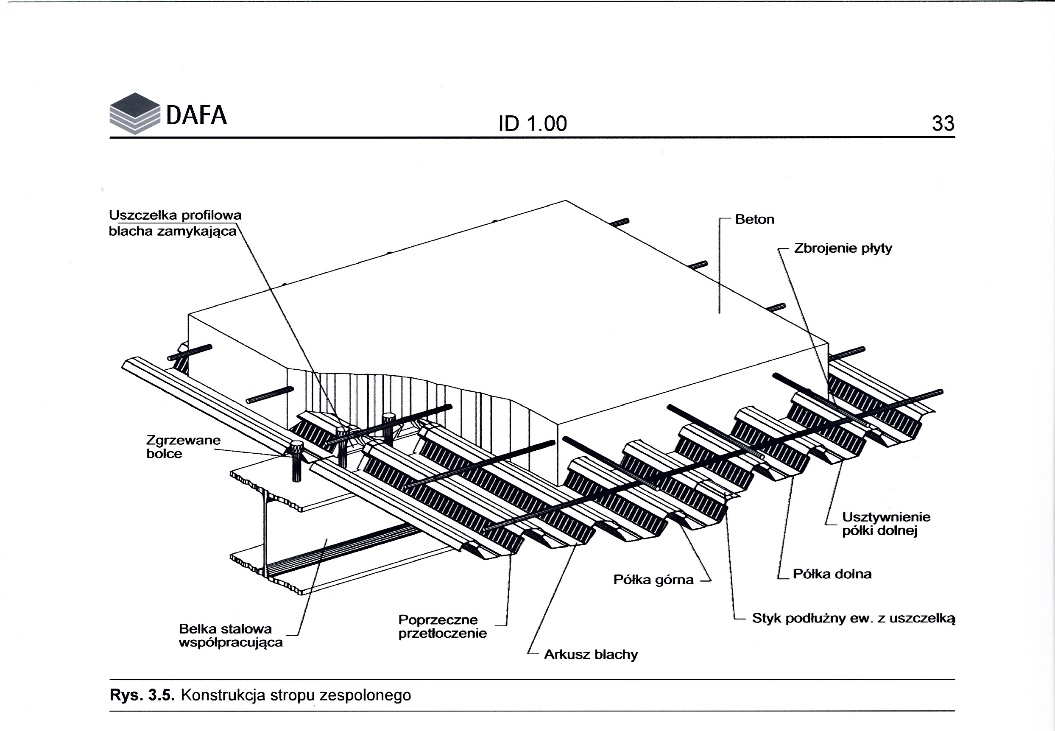 DAFA
ID 1.00
33
Uszczelka profilowa
blacha zamykająca
Beton
Zbrojenie płyty
Zgrzewane
bolce
Usztywnienie
półki dolnej
Półka górna
Półka dolna
Belka stalowa
współpracująca
Poprzeczne
przetłoczenie
Styk podłużny ew. z uszczelką
Arkusz blachy
Rys. 3.5. Konstrukcja stropu zespolonego